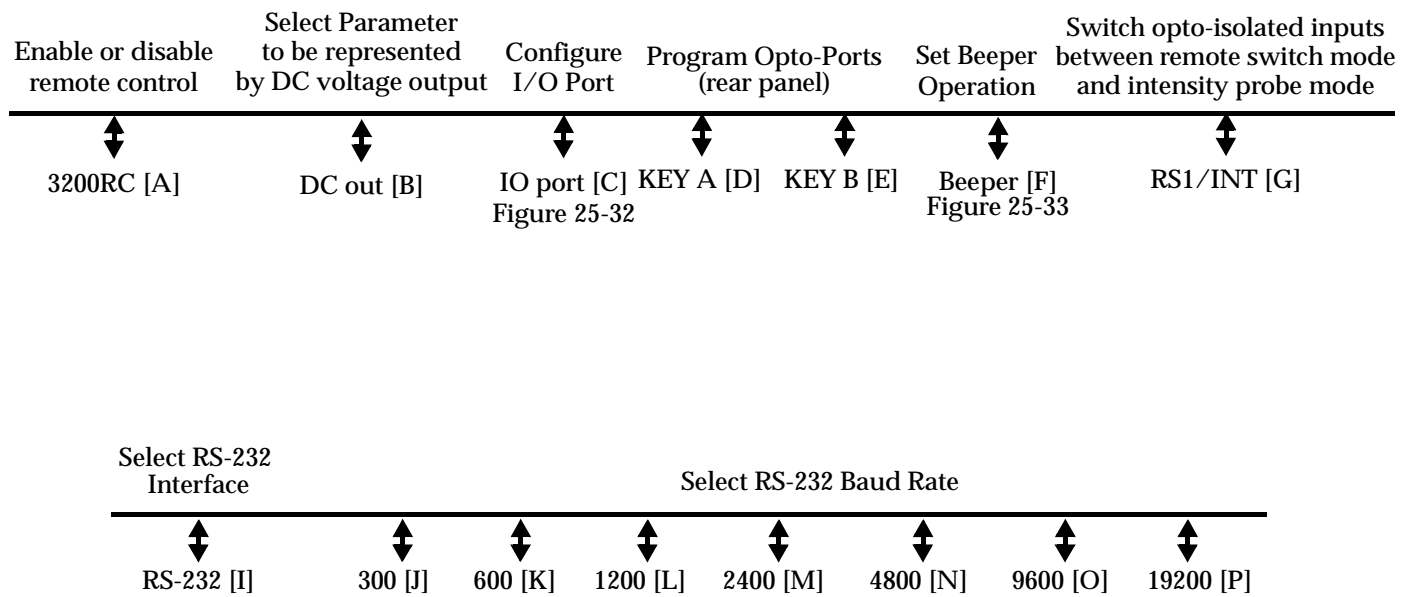 Enable or disable
remote control
Select Parameter
to be represented
by DC voltage output
Configure
I/O Port
Program Opto-Ports
(rear panel)
Set Beeper
Operation
Switch opto-isolated inputs
between remote switch mode
and intensity probe mode
3200RC [A]
DC out [B]
IO port [C]
Figure 25-32
KEY A [D]
KEY B [E]
Beeper [F]
Figure 25-33
RS1/INT [G]
Select RS-232
Interface
Select RS-232 Baud Rate
RS-232 [I]
300 [J]
600 [K]
1200 [L]
2400 [M]
4800 [N]
9600 [O]
19200 [P]